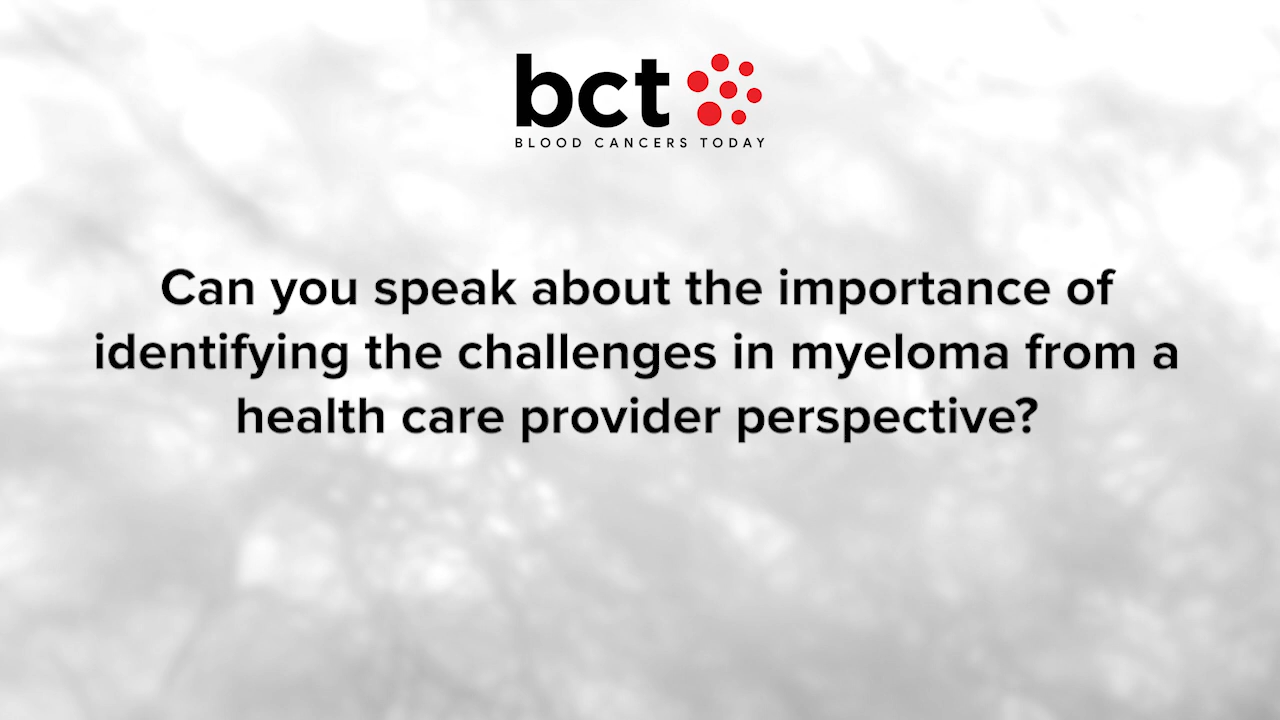 bct
BLOOD CANCERS TODAY
Can you speak about the importance of
identifying the challenges in myeloma from a
health care provider perspective?